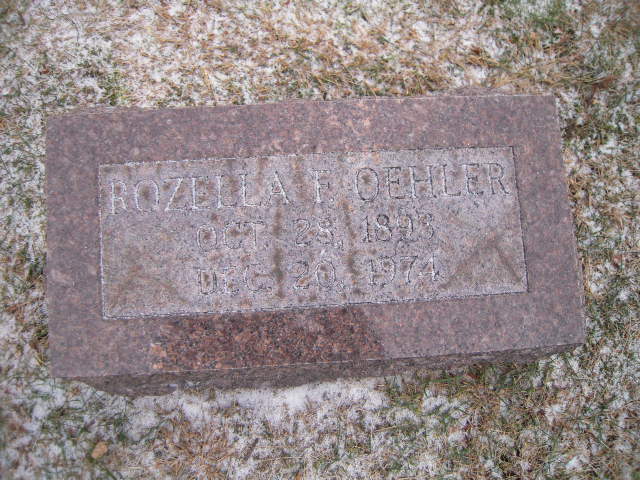 ROZELLA F. OEHLER
OCT. 28, 1893
DEC. 20, 1974